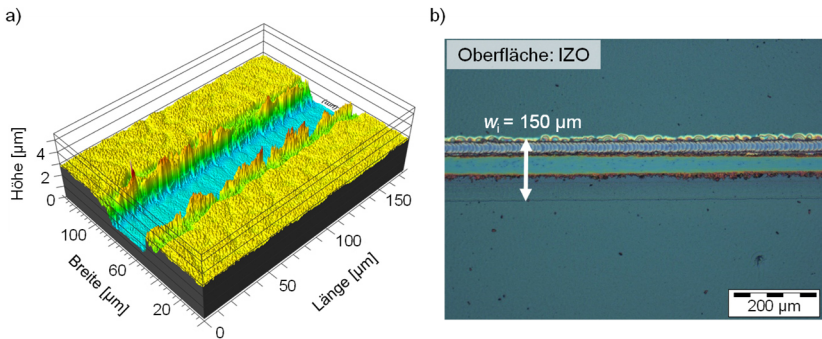 a)
Höhe [µm]
4
2
0
100
60
20
Breite [µm]
0
50
100
150
Länge [µm]
b)
Oberfläche: IZO
wi = 150 µm
200 µm